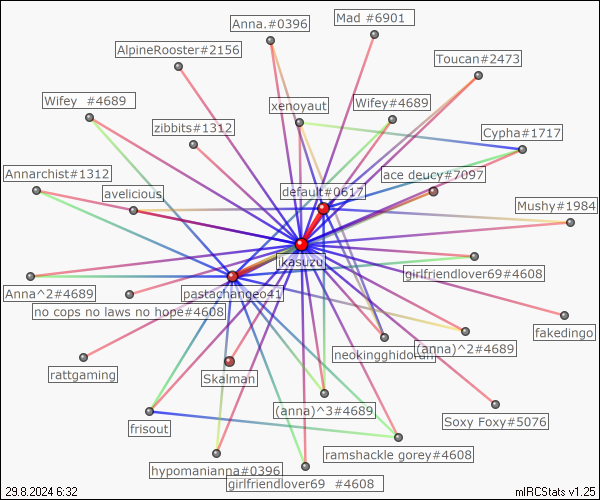 Mad #6901
Anna.#0396
AlpineRooster#2156
Toucan#2473
Wifey  #4689
xenoyaut
Wifey#4689
zibbits#1312
Cypha#1717
Annarchist#1312
ace deucy#7097
avelicious
default#0617
Mushy#1984
ikasuzu
girlfriendlover69#4608
Anna^2#4689
pastachangeo41
no cops no laws no hope#4608
fakedingo
(anna)^2#4689
rattgaming
Skalman
(anna)^3#4689
Soxy Foxy#5076
frisout
ramshackle gorey#4608
hypomanianna#0396
girlfriendlover69  #4608
29.8.2024 6:32
mIRCStats v1.25